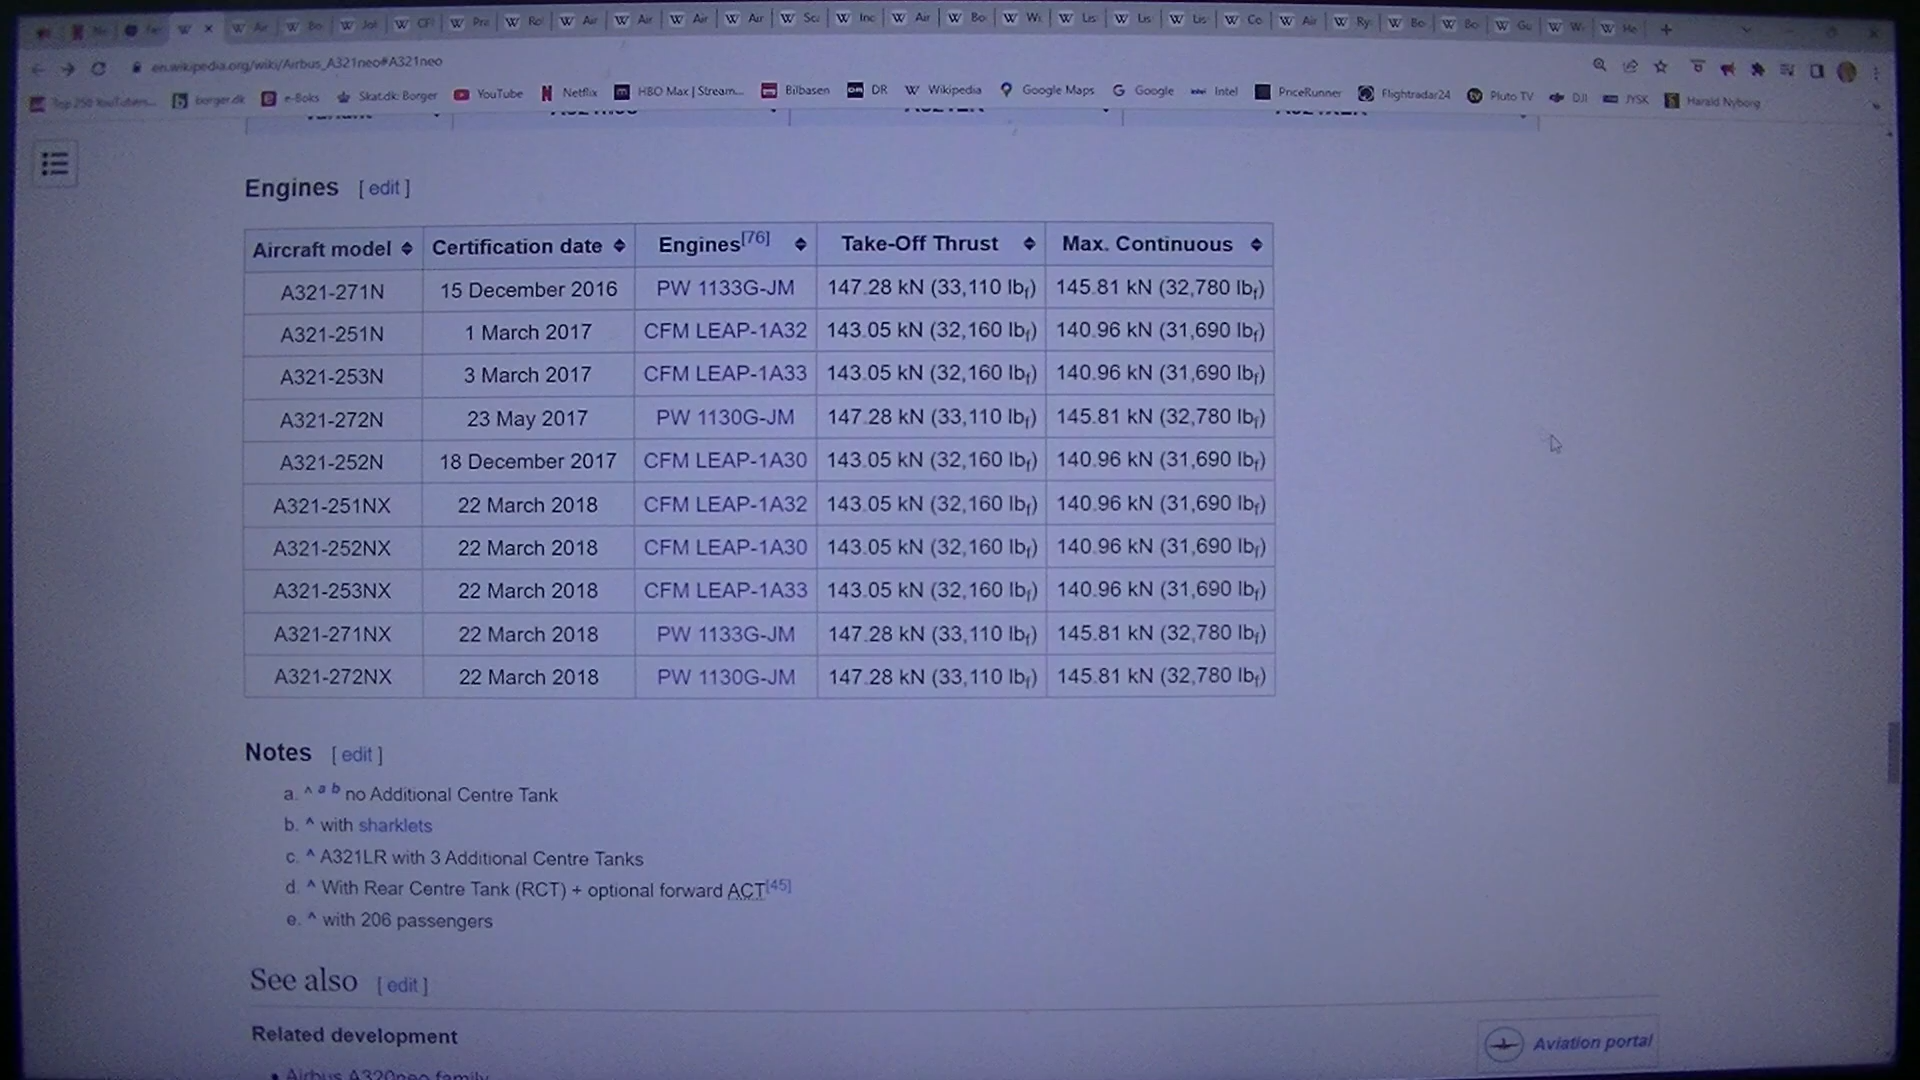 en.wikipedia.org/wiki/Airbus_A321neo#A321neo
borger.dk e-Boks Skat.dk: Borger YouTube Netflix HBO Max | Stream... Bilbasen DR Wikipedia Google Maps Google Intel PriceRunner Flightradar24 Pluto TV DJI JYSK Harald Nyborg
Engines [ edit ]
Aircraft model Certification date Engines[76] Take-Off Thrust Max. Continuous
A321-271N 15 December 2016 PW 1133G-JM 147.28 kN (33,110 lbf) 145.81 kN (32,780 lbf)
A321-251N 1 March 2017 CFM LEAP-1A32 143.05 kN (32,160 lbf) 140.96 kN (31,690 lbf)
A321-253N 3 March 2017 CFM LEAP-1A33 143.05 kN (32,160 lbf) 140.96 kN (31,690 lbf)
A321-272N 23 May 2017 PW 1130G-JM 147.28 kN (33,110 lbf) 145.81 kN (32,780 lbf)
A321-252N 18 December 2017 CFM LEAP-1A30 143.05 kN (32,160 lbf) 140.96 kN (31,690 lbf)
A321-251NX 22 March 2018 CFM LEAP-1A32 143.05 kN (32,160 lbf) 140.96 kN (31,690 lbf)
A321-252NX 22 March 2018 CFM LEAP-1A30 143.05 kN (32,160 lbf) 140.96 kN (31,690 lbf)
A321-253NX 22 March 2018 CFM LEAP-1A33 143.05 kN (32,160 lbf) 140.96 kN (31,690 lbf)
A321-271NX 22 March 2018 PW 1133G-JM 147.28 kN (33,110 lbf) 145.81 kN (32,780 lbf)
A321-272NX 22 March 2018 PW 1130G-JM 147.28 kN (33,110 lbf) 145.81 kN (32,780 lbf)
Notes [ edit ]
a. ^ a b no Additional Centre Tank
b. ^ with sharklets
c. ^ A321LR with 3 Additional Centre Tanks
d. ^ With Rear Centre Tank (RCT) + optional forward ACT[45]
e. ^ with 206 passengers
See also [ edit ]
Related development
Aviation portal
• Airbus A320neo family